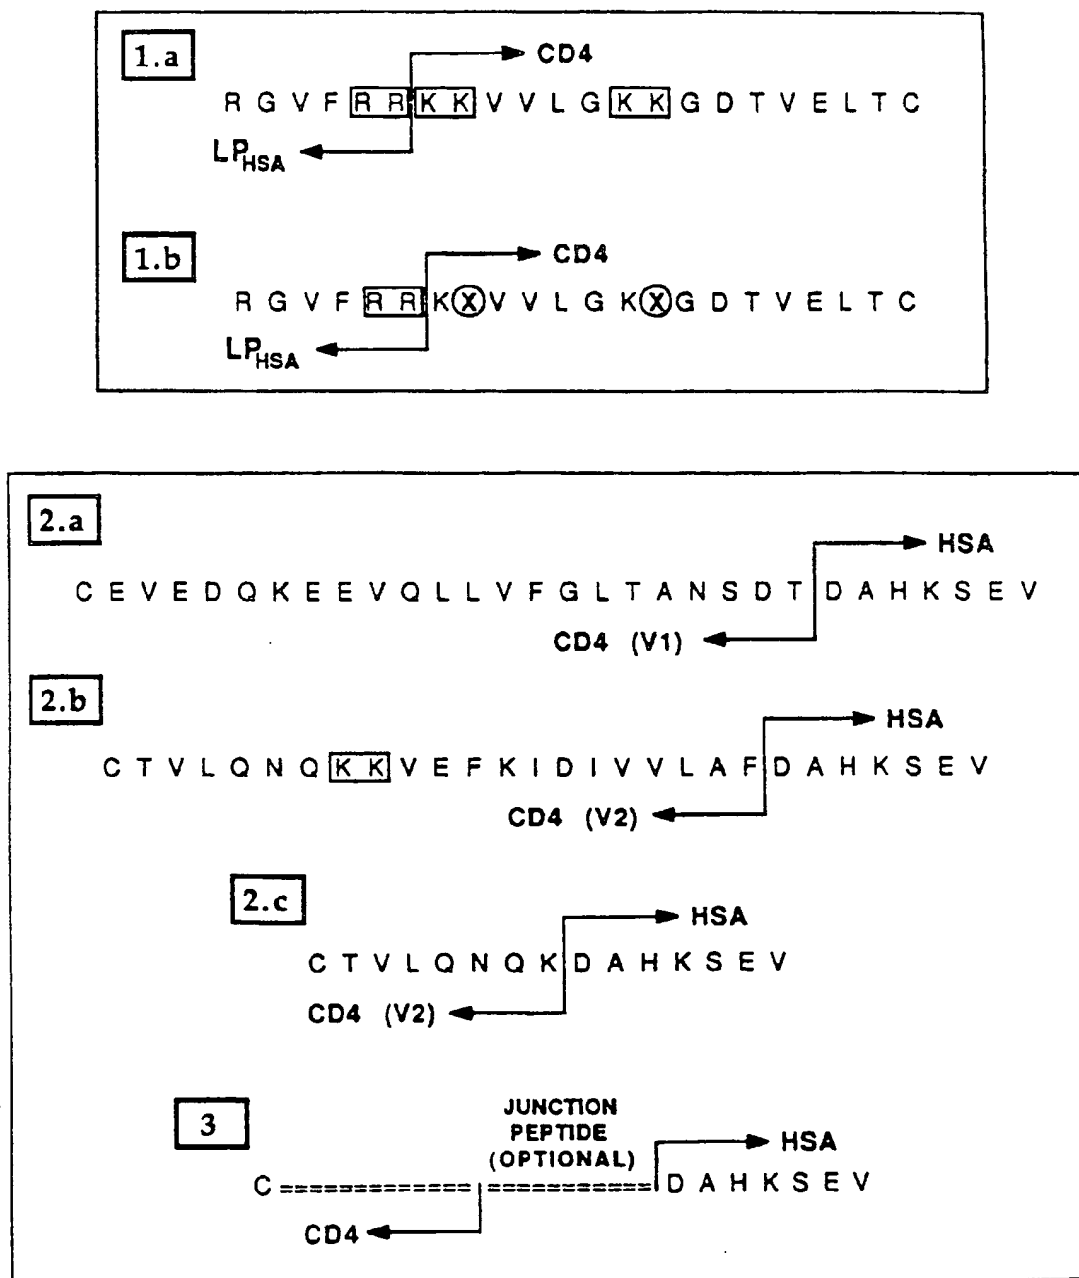 1.a
CD4
R G V F R R K K V V L G K K G D T V E L T C
LPHSA
1.b
CD4
R G V F R R K X V V L G K X G D T V E L T C
LPHSA
2.a
HSA
C E V E D Q K E E V Q L L V F G L T A N S D T D A H K S E V
CD4 (V1)
2.b
HSA
C T V L Q N Q K K V E F K I D I V V L A F D A H K S E V
CD4 (V2)
2.c
HSA
C T V L Q N Q K D A H K S E V
CD4 (V2)
3
JUNCTION
PEPTIDE
(OPTIONAL)
HSA
C ============ ========== D A H K S E V
CD4